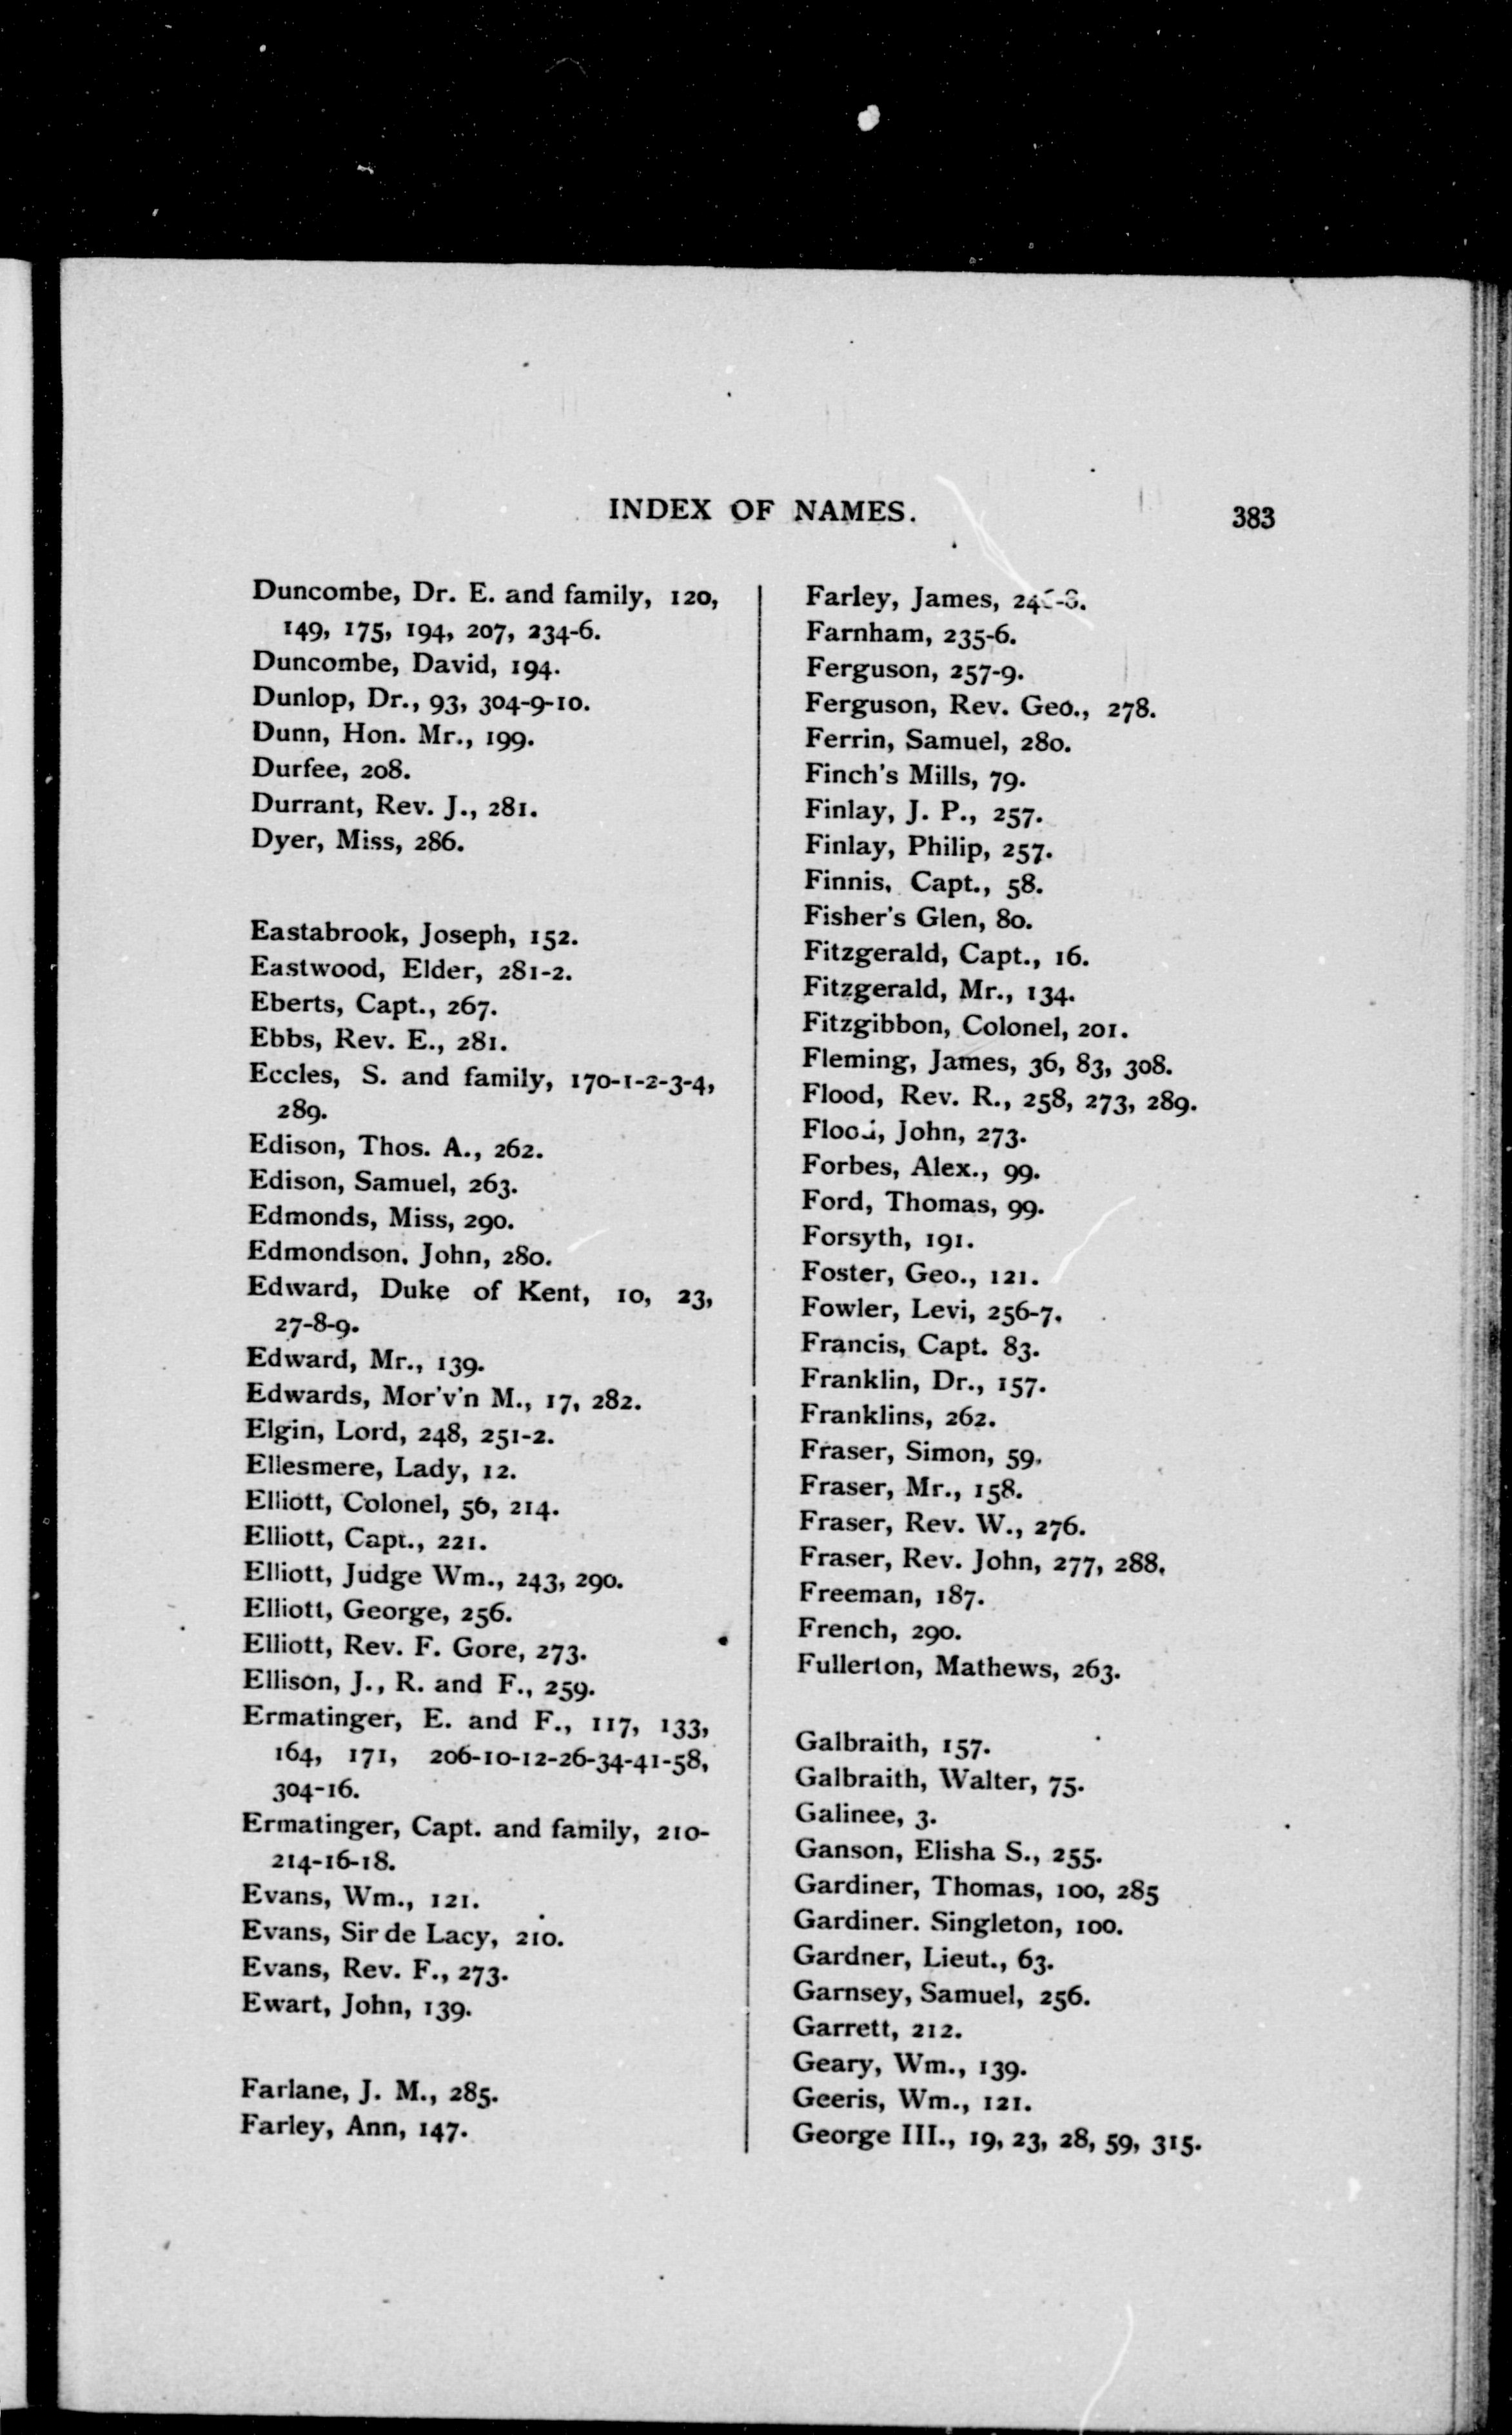 INDEX OF NAMES. 383
Duncombe, Dr. E. and family, 120,
149, 175, 194, 207, 234-6.
Duncombe, David, 194.
Dunlop, Dr., 93, 304-9-10.
Dunn, Hon. Mr., 199.
Durfee, 208.
Durrant, Rev. J., 281.
Dyer, Miss, 286.
Eastabrook, Joseph, 152.
Eastwood, Elder, 281-2.
Eberts, Capt., 267.
Ebbs, Rev. E., 281.
Eccles, S. and family, 170-1-2-3-4,
289.
Edison, Thos. A., 262.
Edison, Samuel, 263.
Edmonds, Miss, 290.
Edmondson, John, 280.
Edward, Duke of Kent, 10, 23,
27-8-9.
Edward, Mr., 139.
Edwards, Mor'v'n M., 17, 282.
Elgin, Lord, 248, 251-2.
Ellesmere, Lady, 12.
Elliott, Colonel, 56, 214.
Elliott, Capt., 221.
Elliott, Judge Wm., 243, 290.
Elliott, George, 256.
Elliott, Rev. F. Gore, 273.
Ellison, J., R. and F., 259.
Ermatinger, E. and F., 117, 133,
164, 171, 206-10-12-26-34-41-58,
304-16.
Ermatinger, Capt. and family, 210-
214-16-18.
Evans, Wm., 121.
Evans, Sir de Lacy, 210.
Evans, Rev. F., 273.
Ewart, John, 139.
Farlane, J. M., 285.
Farley, Ann, 147.
Farley, James,
Farnham, 235-6.
Ferguson, 257-9.
Ferguson, Rev. Geo., 278.
Ferrin, Samuel, 280.
Finch's Mills, 79.
Finlay, J. P., 257.
Finlay, Philip, 257.
Finnis, Capt., 58.
Fisher's Glen, 80.
Fitzgerald, Capt., 16.
Fitzgerald, Mr., 134.
Fitzgibbon, Colonel, 201.
Fleming, James, 36, 83, 308.
Flood, Rev. R., 258, 273, 289.
Flood, John, 273.
Forbes, Alex., 99.
Ford, Thomas, 99.
Forsyth, 191.
Foster, Geo., 121.
Fowler, Levi, 256-7.
Francis, Capt. 83.
Franklin, Dr., 157.
Franklins, 262.
Fraser, Simon, 59.
Fraser, Mr., 158.
Fraser, Rev. W., 276.
Fraser, Rev. John, 277, 288.
Freeman, 187.
French, 290.
Fullerton, Mathews, 263.
Galbraith, 157.
Galbraith, Walter, 75.
Galinee, 3.
Ganson, Elisha S., 255.
Gardiner, Thomas, 100, 285
Gardiner. Singleton, 100.
Gardner, Lieut., 63.
Garnsey, Samuel, 256.
Garrett, 212.
Geary, Wm., 139.
Geeris, Wm., 121.
George III., 19, 23, 28, 59, 315.